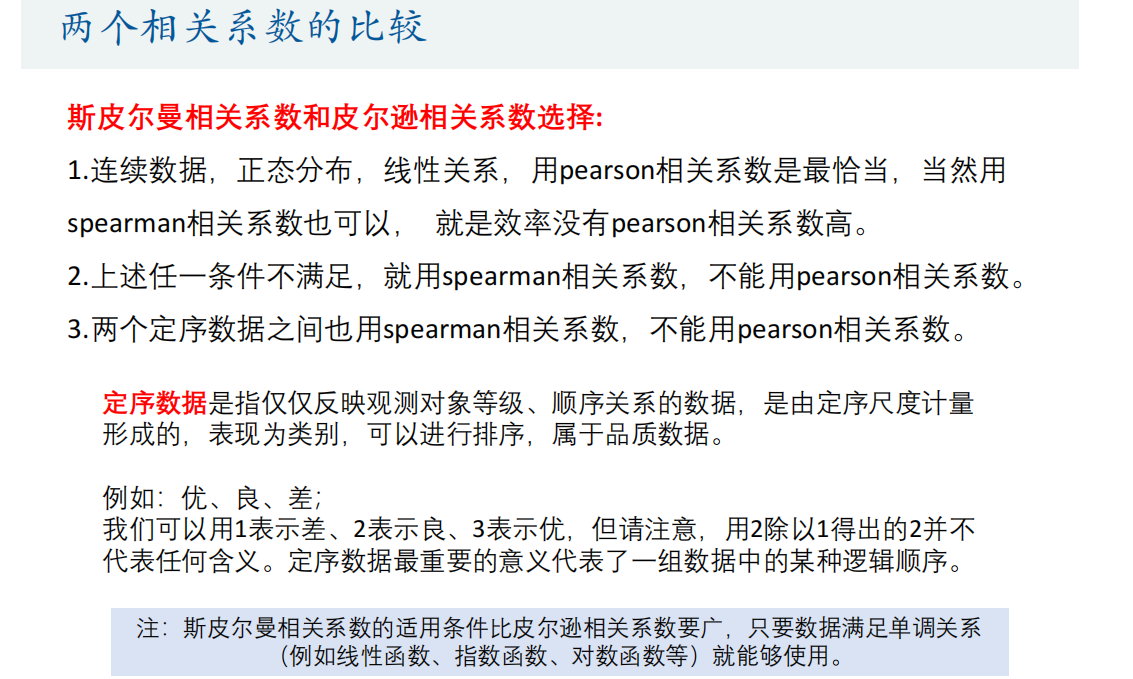 两个相关系数的比较
斯皮尔曼相关系数和皮尔逊相关系数选择:
1.连续数据，正态分布，线性关系，用pearson相关系数是最恰当，当然用
spearman相关系数也可以， 就是效率没有pearson相关系数高。
2.上述任一条件不满足，就用spearman相关系数，不能用pearson相关系数。
3.两个定序数据之间也用spearman相关系数，不能用pearson相关系数。
定序数据是指仅仅反映观测对象等级、顺序关系的数据，是由定序尺度计量
形成的，表现为类别，可以进行排序，属于品质数据。
例如：优、良、差；
我们可以用1表示差、2表示良、3表示优，但请注意，用2除以1得出的2并不
代表任何含义。定序数据最重要的意义代表了一组数据中的某种逻辑顺序。
注：斯皮尔曼相关系数的适用条件比皮尔逊相关系数要广，只要数据满足单调关系
（例如线性函数、指数函数、对数函数等）就能够使用。